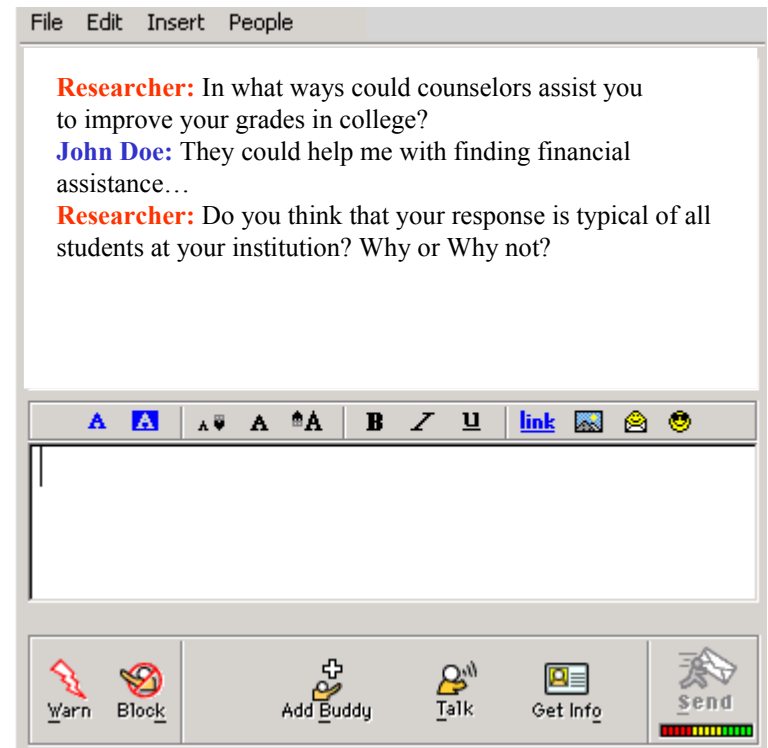 File Edit Insert People
Researcher: In what ways could counselors assist you
to improve your grades in college?
John Doe: They could help me with finding financial
assistance…
Researcher: Do you think that your response is typical of all
students at your institution? Why or Why not?
A A A A A B I U link
Warn Block Add Buddy Talk Get Info Send